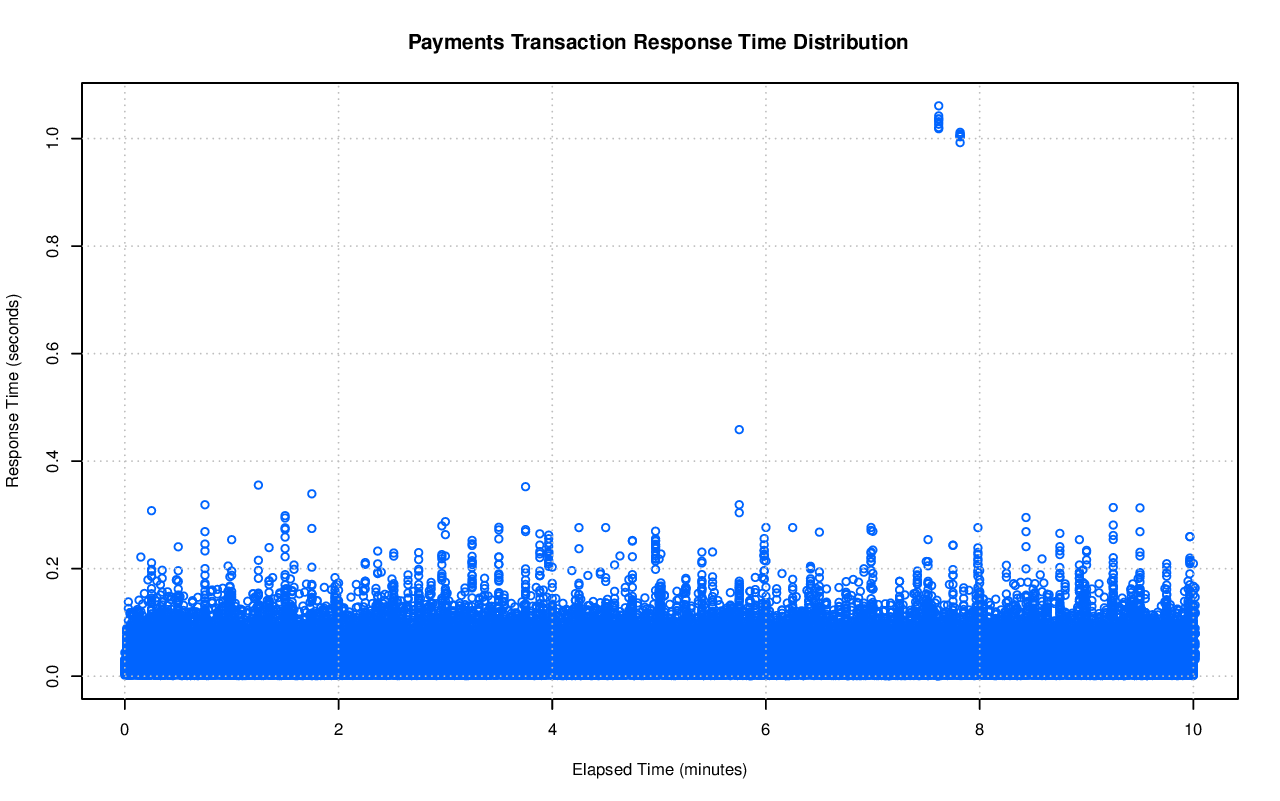 Payments Transaction Response Time Distribution
Response Time (seconds)
1.0
0.8
0.6
0.4
0.2
0.0
0 2 4 6 8 10
Elapsed Time (minutes)